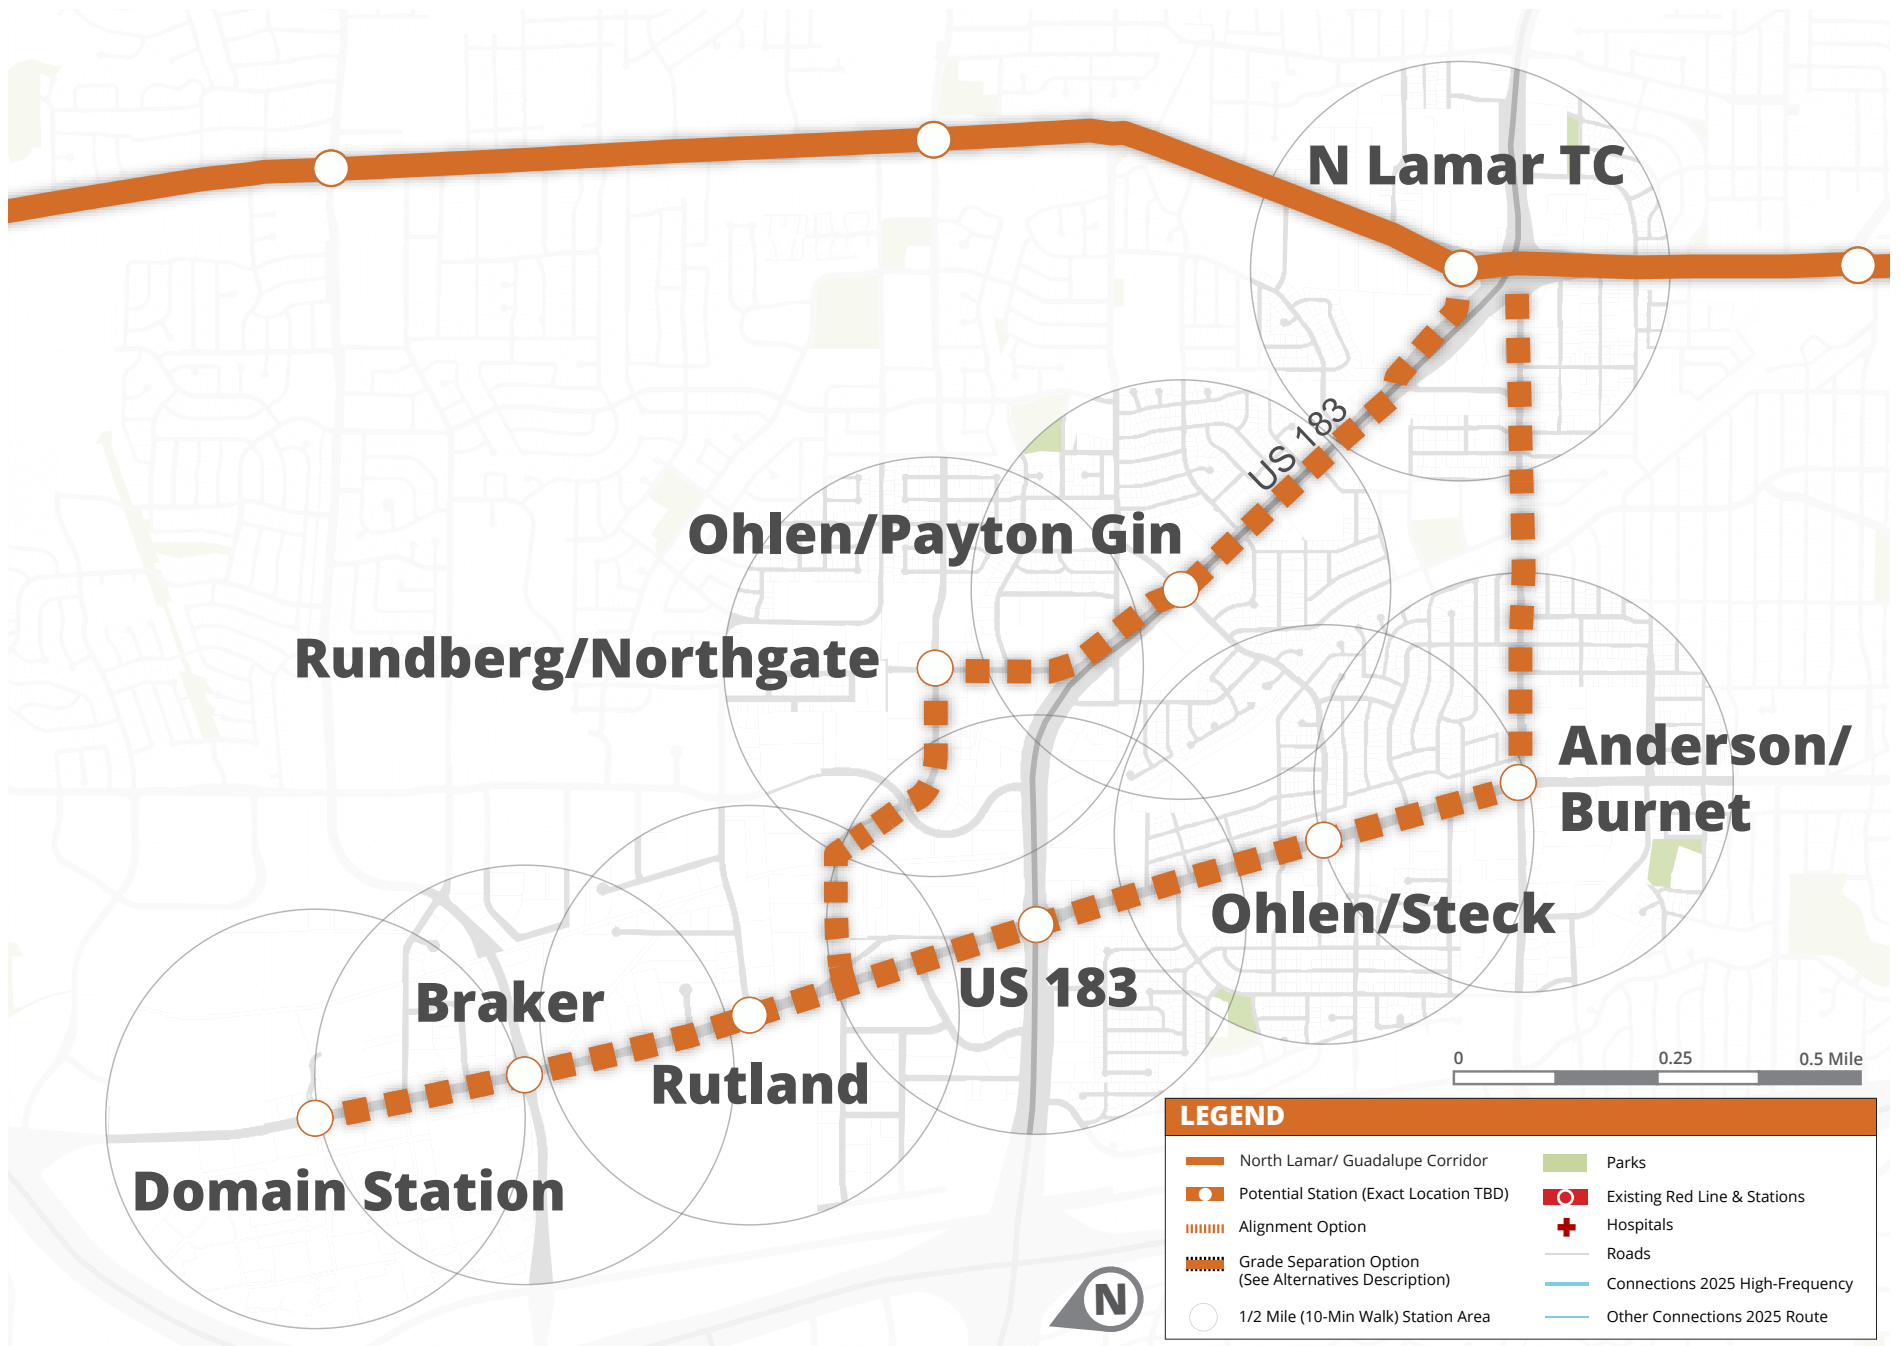 N Lamar TC
US 183
Ohlen/Payton Gin
Rundberg/Northgate
Anderson/
Burnet
Ohlen/Steck
US 183
Braker
Rutland
Domain Station
0 0.25 0.5 Mile
LEGEND
North Lamar/ Guadalupe Corridor
Potential Station (Exact Location TBD)
Alignment Option
Grade Separation Option
(See Alternatives Description)
1/2 Mile (10-Min Walk) Station Area
Parks
Existing Red Line & Stations
Hospitals
Roads
Connections 2025 High-Frequency
Other Connections 2025 Route
N